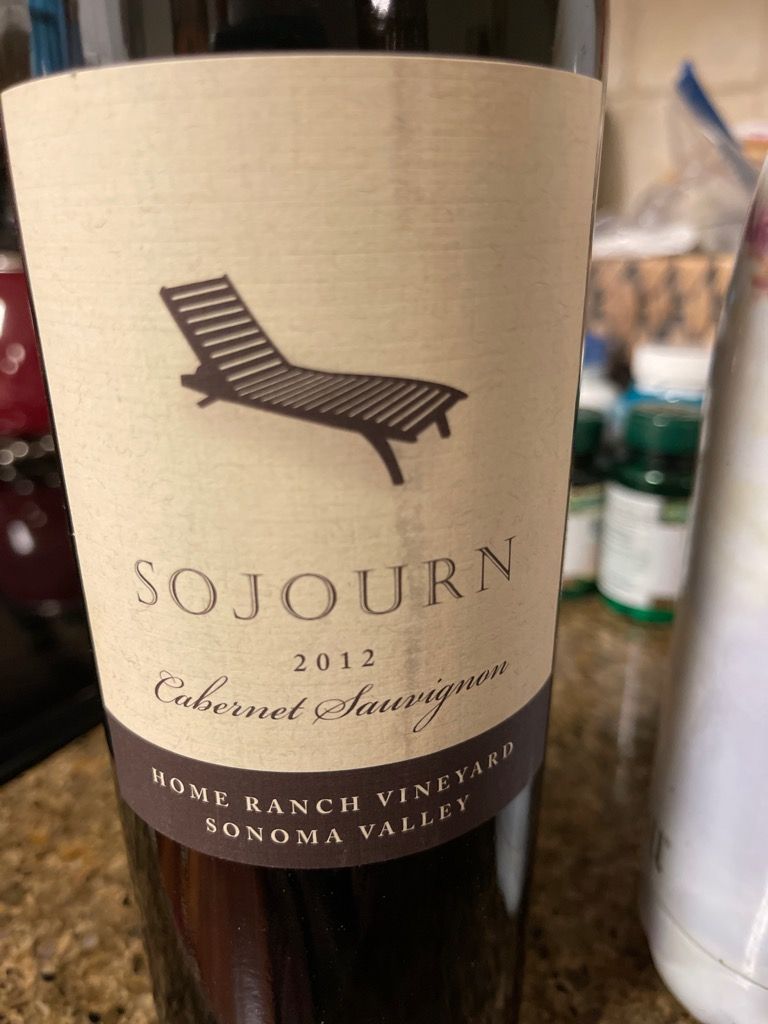 SOJOURN
2012
Cabernet Sauvignon
HOME RANCH VINEYARD
SONOMA VALLEY